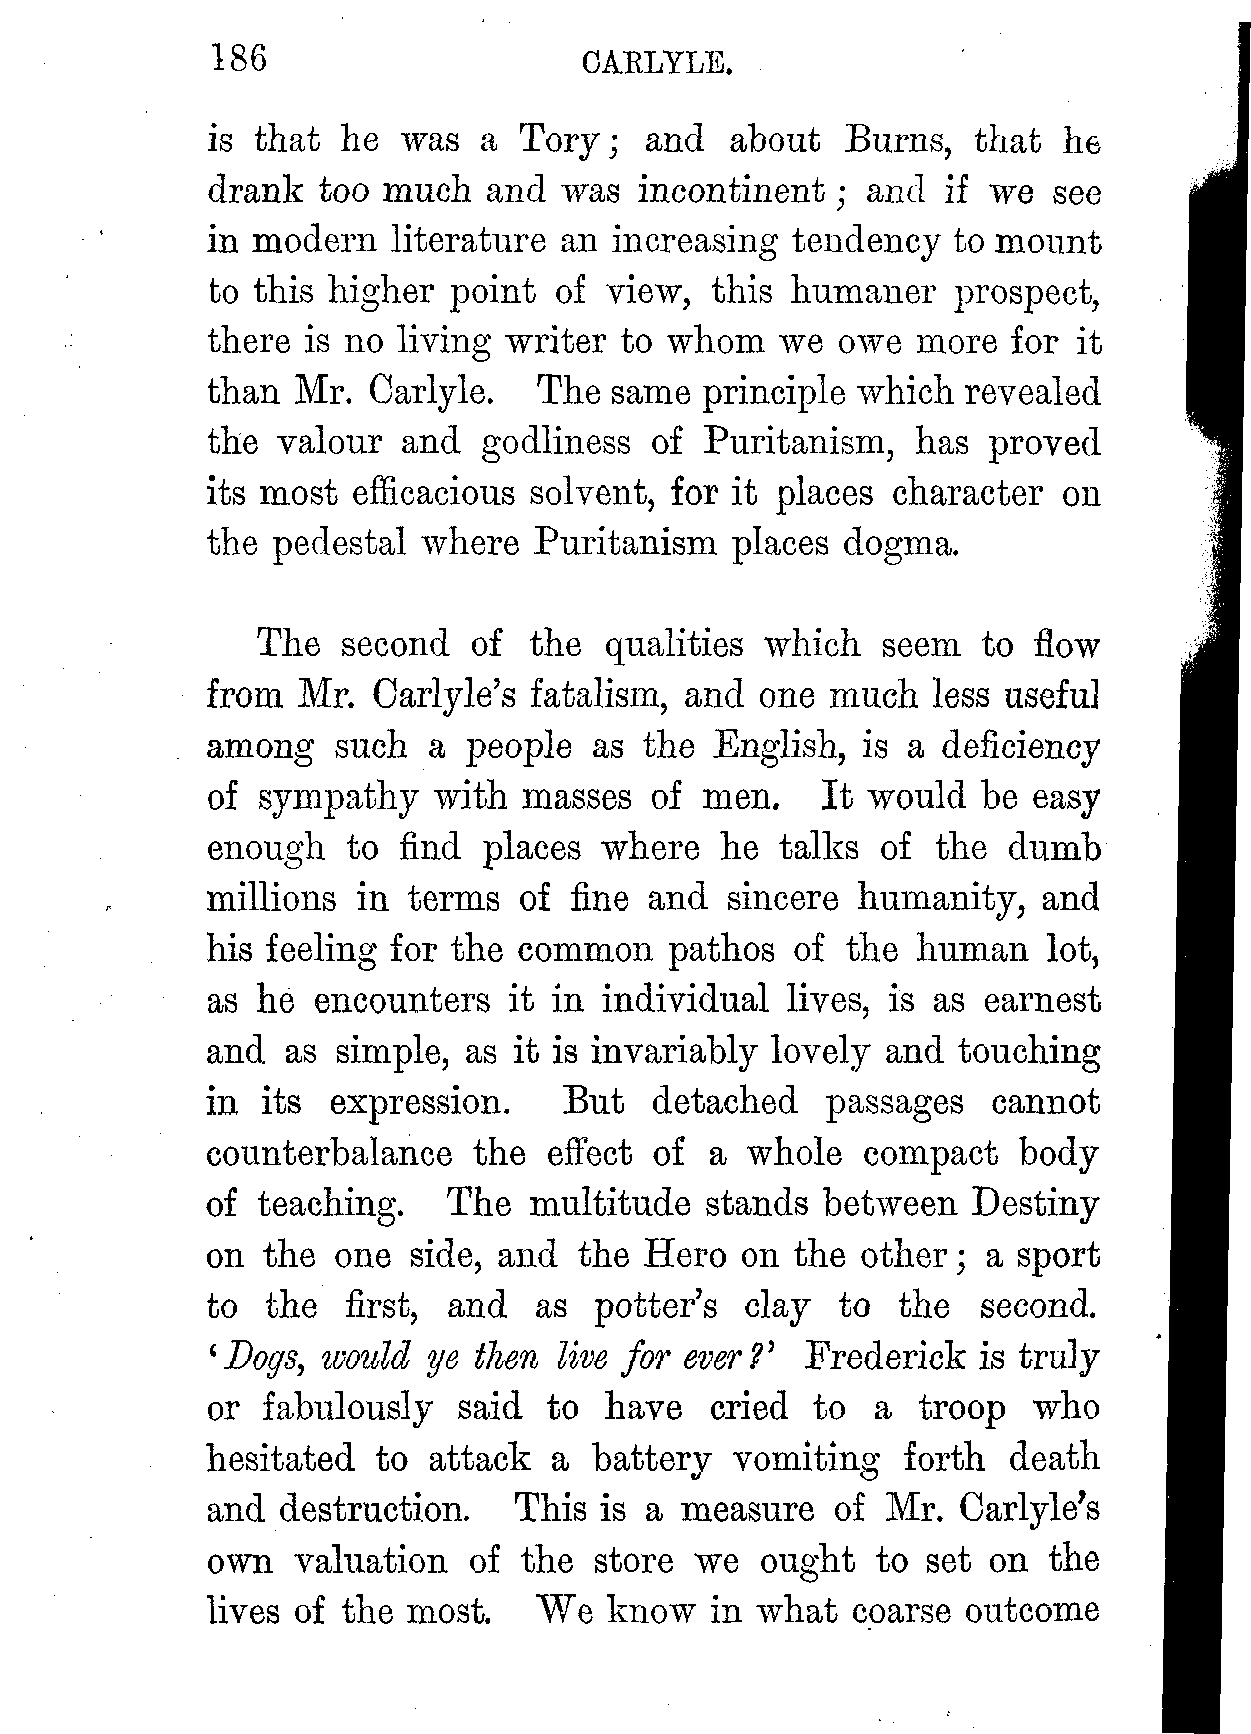 186 CARLYLE.
is that he was a Tory; and about Burns, that he
drank too much and was incontinent; and if we see
in modern literature an increasing tendency to mount
to this higher point of view, this humaner prospect,
there is no living writer to whom we owe more for it
than Mr. Carlyle. The same principle which revealed
the valour and godliness of Puritanism, has proved
its most efficacious solvent, for it places character on
the pedestal where Puritanism places dogma.
The second of the qualities which seem to flow
from Mr. Carlyle's fatalism, and one much less useful
among such a people as the English, is a deficiency
of sympathy with masses of men. It would be easy
enough to find places where he talks of the dumb
millions in terms of fine and sincere humanity, and
his feeling for the common pathos of the human lot,
as he encounters it in individual lives, is as earnest
and as simple, as it is invariably lovely and touching
in its expression. But detached passages cannot
counterbalance the effect of a whole compact body
of teaching. The multitude stands between Destiny
on the one side, and the Hero on the other; a sport
to the first, and as potter's clay to the second.
‘Dogs, would ye then live for ever?’ Frederick is truly
or fabulously said to have cried to a troop who
hesitated to attack a battery vomiting forth death
and destruction. This is a measure of Mr. Carlyle's
own valuation of the store we ought to set on the
lives of the most. We know in what coarse outcome